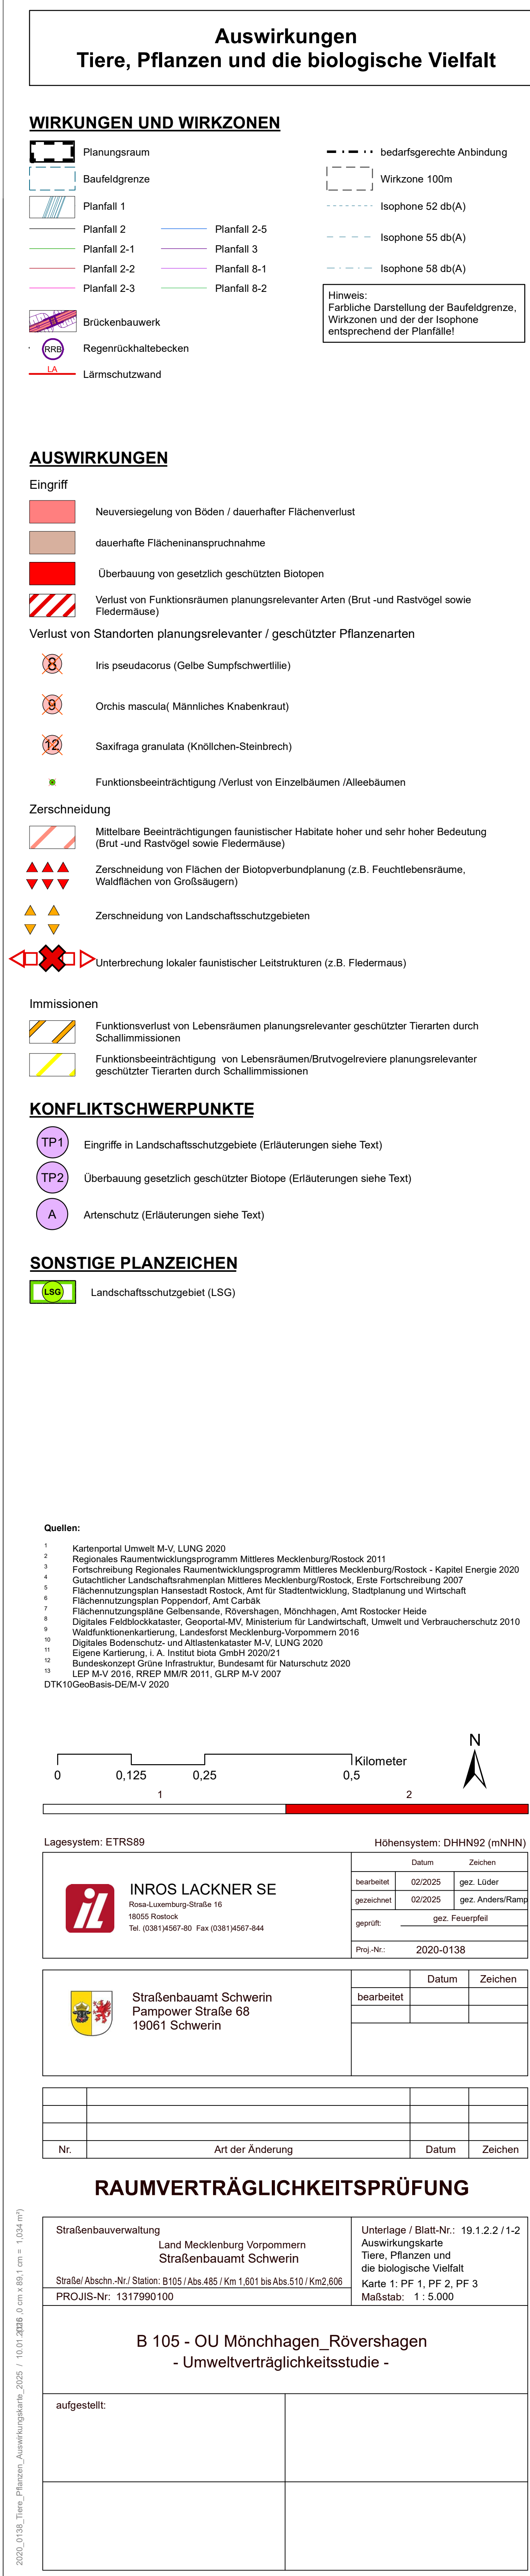 Auswirkungen
Tiere, Pflanzen und die biologische Vielfalt
WIRKUNGEN UND WIRKZONEN
Planungsraum
Baufeldgrenze
Planfall 1
Planfall 2
Planfall 2-1
Planfall 2-2
Planfall 2-3
Planfall 2-5
Planfall 3
Planfall 8-1
Planfall 8-2
bedarfsgerechte Anbindung
Wirkzone 100m
Isophone 52 db(A)
Isophone 55 db(A)
Isophone 58 db(A)
Hinweis:
Farbliche Darstellung der Baufeldgrenze,
Wirkzonen und der der Isophone
entsprechend der Planfälle!
Brückenbauwerk
RRB Regenrückhaltebecken
LA
Lärmschutzwand
AUSWIRKUNGEN
Eingriff
Neuversiegelung von Böden / dauerhafter Flächenverlust
dauerhafte Flächeninanspruchnahme
Überbauung von gesetzlich geschützten Biotopen
Verlust von Funktionsräumen planungsrelevanter Arten (Brut -und Rastvögel sowie
Fledermäuse)
Verlust von Standorten planungsrelevanter / geschützter Pflanzenarten
8 Iris pseudacorus (Gelbe Sumpfschwertlilie)
9 Orchis mascula( Männliches Knabenkraut)
12 Saxifraga granulata (Knöllchen-Steinbrech)
Funktionsbeeinträchtigung /Verlust von Einzelbäumen /Alleebäumen
Zerschneidung
Mittelbare Beeinträchtigungen faunistischer Habitate hoher und sehr hoher Bedeutung
(Brut -und Rastvögel sowie Fledermäuse)
Zerschneidung von Flächen der Biotopverbundplanung (z.B. Feuchtlebensräume,
Waldflächen von Großsäugern)
Zerschneidung von Landschaftsschutzgebieten
Unterbrechung lokaler faunistischer Leitstrukturen (z.B. Fledermaus)
Immissionen
Funktionsverlust von Lebensräumen planungsrelevanter geschützter Tierarten durch
Schallimmissionen
Funktionsbeeinträchtigung von Lebensräumen/Brutvogelreviere planungsrelevanter
geschützter Tierarten durch Schallimmissionen
KONFLIKTSCHWERPUNKTE
TP1 Eingriffe in Landschaftsschutzgebiete (Erläuterungen siehe Text)
TP2 Überbauung gesetzlich geschützter Biotope (Erläuterungen siehe Text)
A Artenschutz (Erläuterungen siehe Text)
SONSTIGE PLANZEICHEN
LSG Landschaftsschutzgebiet (LSG)
Quellen:
1 Kartenportal Umwelt M-V, LUNG 2020
2 Regionales Raumentwicklungsprogramm Mittleres Mecklenburg/Rostock 2011
3 Fortschreibung Regionales Raumentwicklungsprogramm Mittleres Mecklenburg/Rostock - Kapitel Energie 2020
4 Gutachtlicher Landschaftsrahmenplan Mittleres Mecklenburg/Rostock, Erste Fortschreibung 2007
5 Flächennutzungsplan Hansestadt Rostock, Amt für Stadtentwicklung, Stadtplanung und Wirtschaft
6 Flächennutzungsplan Poppendorf, Amt Carbäk
7 Flächennutzungspläne Gelbensande, Rövershagen, Mönchhagen, Amt Rostocker Heide
8 Digitales Feldblockkataster, Geoportal-MV, Ministerium für Landwirtschaft, Umwelt und Verbraucherschutz 2010
9 Waldfunktionenkartierung, Landesforst Mecklenburg-Vorpommern 2016
10 Digitales Bodenschutz- und Altlastenkataster M-V, LUNG 2020
11 Eigene Kartierung, i. A. Institut biota GmbH 2020/21
12 Bundeskonzept Grüne Infrastruktur, Bundesamt für Naturschutz 2020
13 LEP M-V 2016, RREP MM/R 2011, GLRP M-V 2007
DTK10GeoBasis-DE/M-V 2020
N
Kilometer
0 0,125 0,25 0,5
1 2
Lagesystem: ETRS89 Höhensystem: DHHN92 (mNHN)
INROS LACKNER SE
Rosa-Luxemburg-Straße 16
18055 Rostock
Tel. (0381)4567-80 Fax (0381)4567-844
Datum Zeichen
bearbeitet 02/2025 gez. Lüder
gezeichnet 02/2025 gez. Anders/Ramp
geprüft: gez. Feuerpfeil
Proj.-Nr.: 2020-0138
Straßenbauamt Schwerin
Pampower Straße 68
19061 Schwerin
Datum Zeichen
bearbeitet
Nr. Art der Änderung Datum Zeichen
RAUMVERTRÄGLICHKEITSPRÜFUNG
Straßenbauverwaltung
Land Mecklenburg Vorpommern
Straßenbauamt Schwerin
Straße/ Abschn.-Nr./ Station: B105 / Abs.485 / Km 1,601 bis Abs.510 / Km2,606
PROJIS-Nr: 1317990100
Unterlage / Blatt-Nr.: 19.1.2.2 / 1-2
Auswirkungskarte
Tiere, Pflanzen und
die biologische Vielfalt
Karte 1: PF 1, PF 2, PF 3
Maßstab: 1 : 5.000
B 105 - OU Mönchhagen_Rövershagen
- Umweltverträglichkeitsstudie -
aufgestellt:
2020_0138_Tiere_Pflanzen_Auswirkungskarte_2025 / 10.01 ,0 cm x 89,1 cm = 1,034 m²)